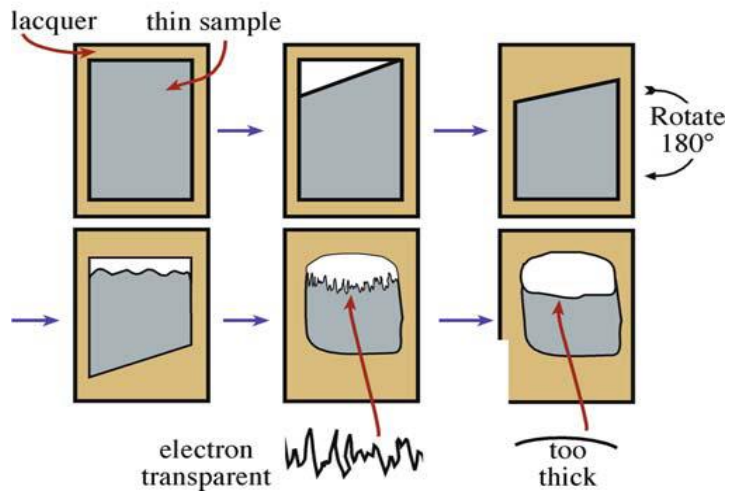 lacquer
thin sample
Rotate
180°
electron
transparent
too
thick